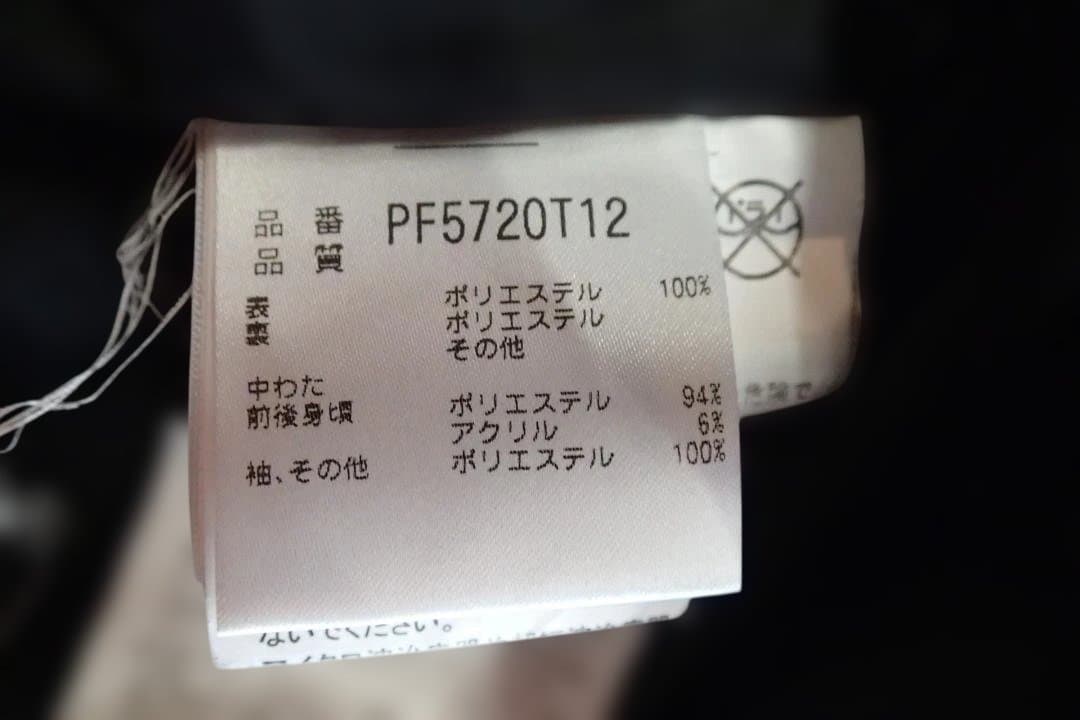 品番 PF5720T12
品質
表 ポリエステル 100%
裏 ポリエステル
その他
中わた
前後身頃 ポリエステル 94%
アクリル 6%
袖、その他 ポリエステル 100%
ドライ
ないでください。